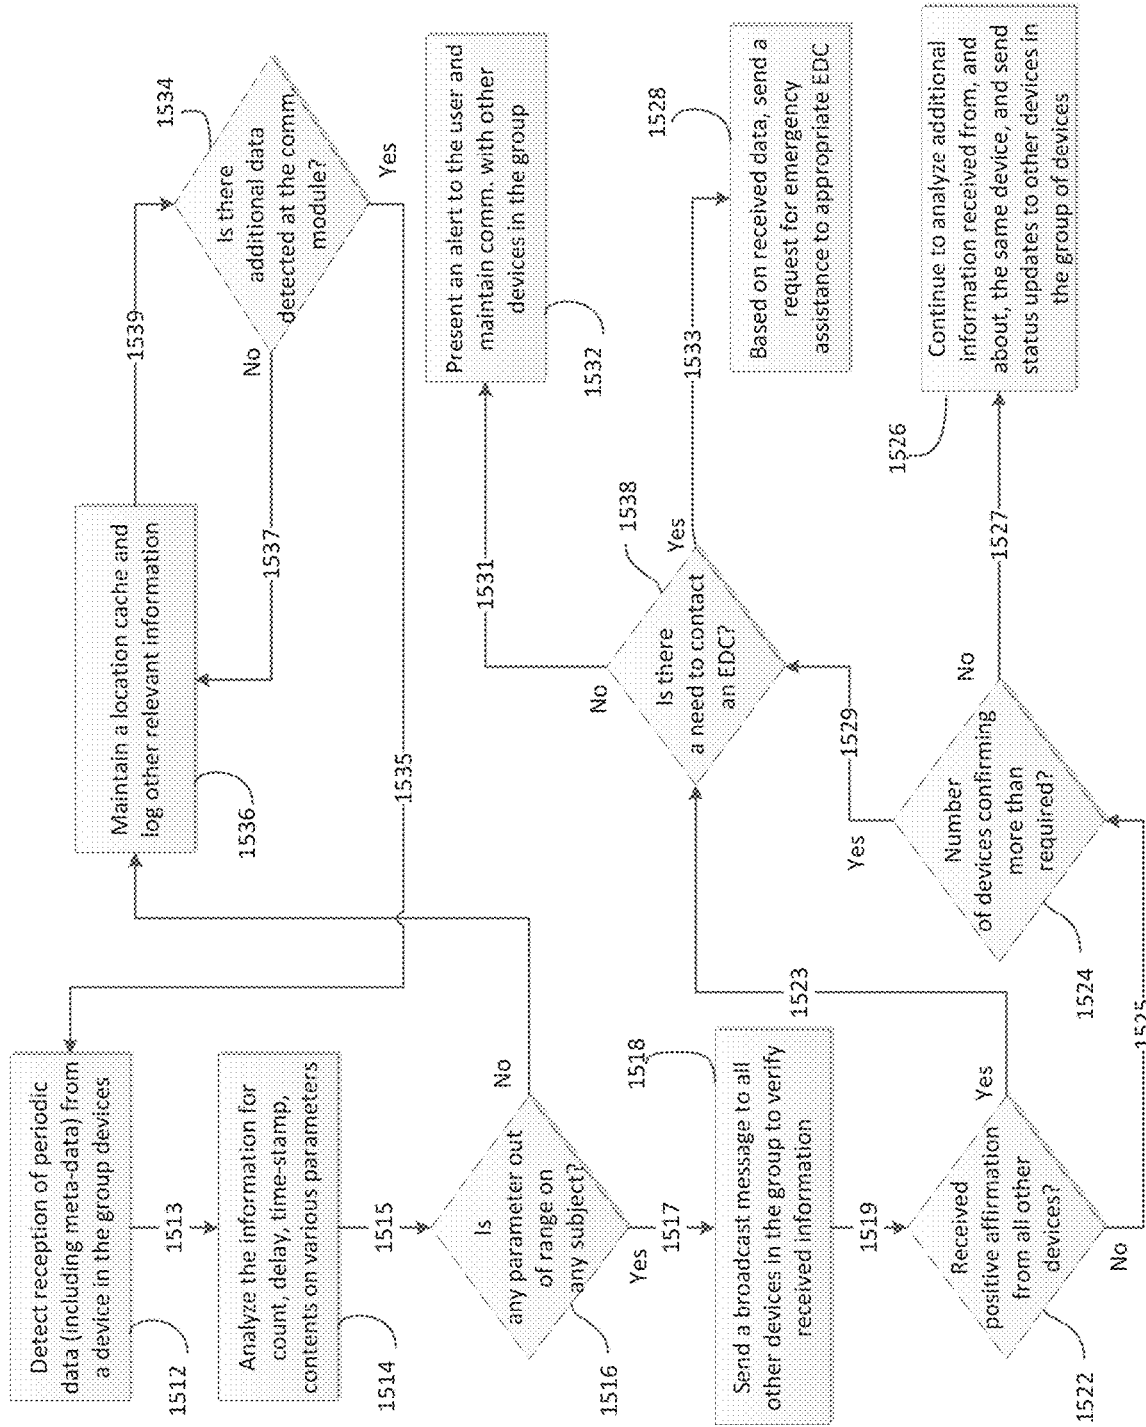 Detect reception of periodic
data (including meta-data) from
a device in the group devices
1512
1513
Analyze the information for
count, delay, time-stamp,
contents on various parameters
1514
1515
Is
any parameter out
of range on
any subject?
1516
No
Yes
1517
Send a broadcast message to all
other devices in the group to verify
received information
1518
1519
Received
positive affirmation
from all other
devices?
1522
Yes
No
1523
1525
Maintain a location cache and
log other relevant information
1536
1539
1537
Is there
additional data
detected at the comm.
module?
1534
No
Yes
1535
Number
of devices confirming
more than
required?
1524
Yes
No
1529
1527
Is there
a need to contact
an EDC?
1538
No
Yes
1531
1533
Present an alert to the user and
maintain comm. with other
devices in the group
1532
Based on received data, send a
request for emergency
assistance to appropriate EDC
1528
Continue to analyze additional
information received from, and
about, the same device, and send
status updates to other devices in
the group of devices
1526